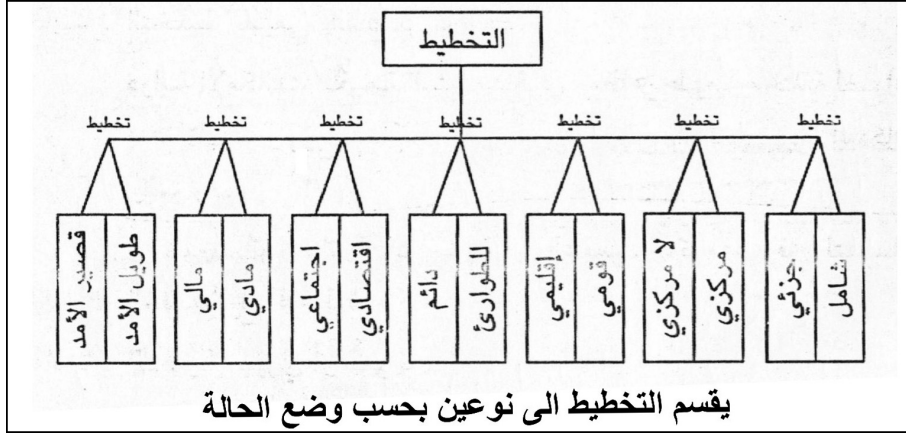 التخطيط
تخطيط
تخطيط
تخطيط
تخطيط
تخطيط
تخطيط
تخطيط
شامل
جزئي
مركزي
لا مركزي
قومي
إقليمي
للطوارئ
دائم
اقتصادي
اجتماعي
مادي
مالي
طويل الأمد
قصير الأمد
يقسم التخطيط الى نوعين بحسب وضع الحالة